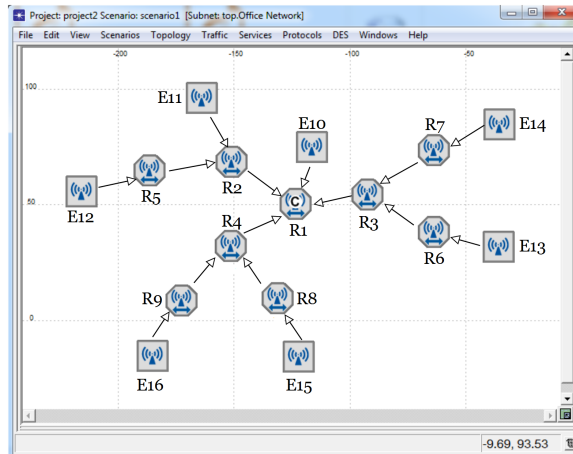 Project: project2 Scenario: scenario1 [Subnet: top.Office Network]
File Edit View Scenarios Topology Traffic Services Protocols DES Windows Help
-200 -150 -100 -50
100
E11
E10
R7
E14
R5
R2
E12
C
R3
50
R4
R1
R6
E13
R9
R8
0
E16
E15
-9.69, 93.53